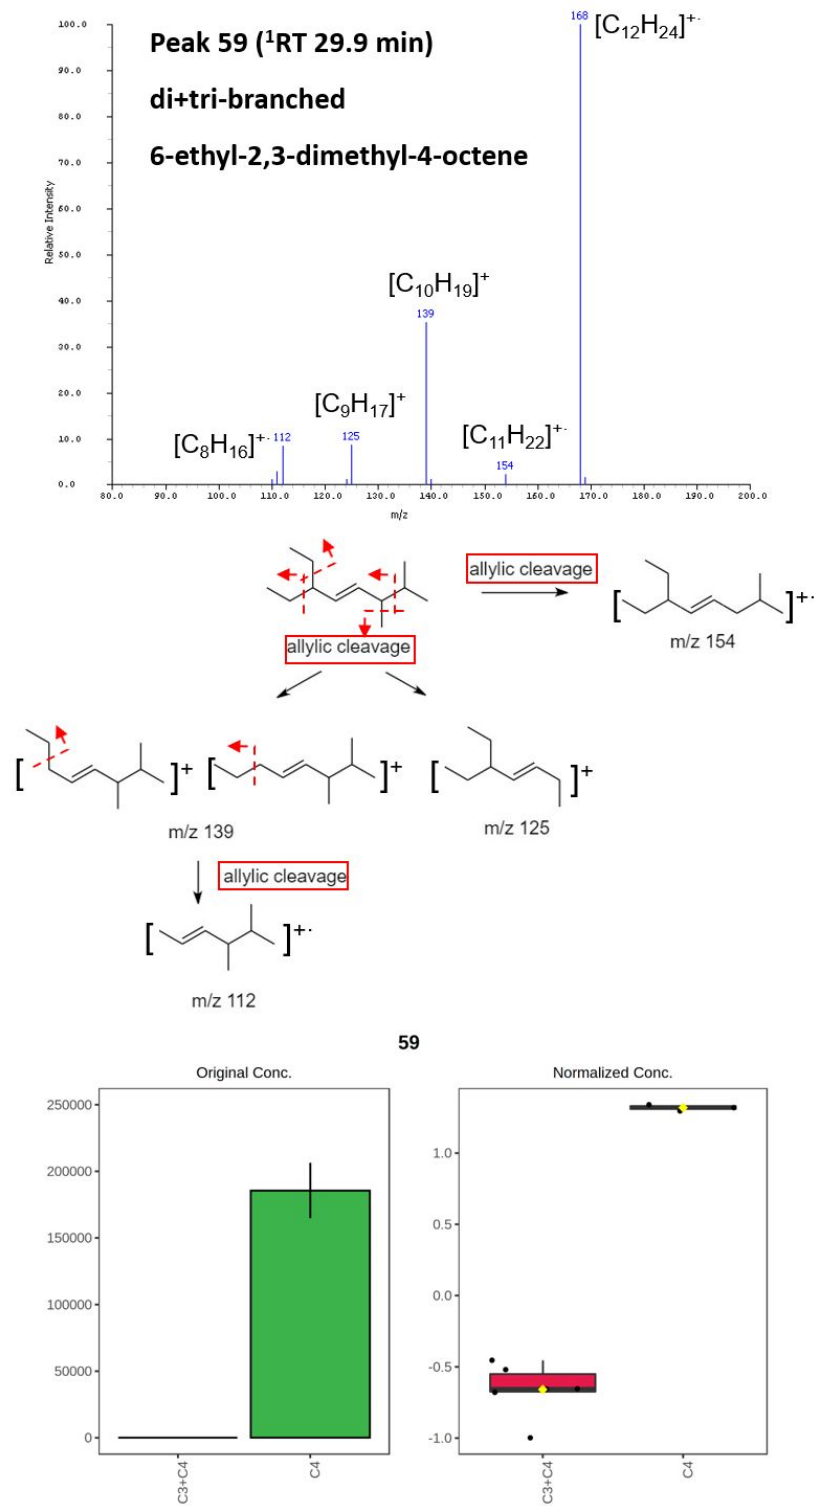 Peak 59 (¹RT 29.9 min)
di+tri-branched
6-ethyl-2,3-dimethyl-4-octene
168 [C₁₂H₂₄]⁺·
100.0
90.0
80.0
70.0
60.0
50.0
40.0
30.0
20.0
10.0
0.0
Relative Intensity
[C₁₀H₁₉]⁺
139
[C₉H₁₇]⁺
125
[C₈H₁₆]⁺· 112
[C₁₁H₂₂]⁺·
154
80.0 90.0 100.0 110.0 120.0 130.0 140.0 150.0 160.0 170.0 180.0 190.0 200.0
m/z
allylic cleavage
[ ]⁺·
m/z 154
allylic cleavage
[ ]⁺ [ ]⁺ [ ]⁺
m/z 139
m/z 125
allylic cleavage
[ ]⁺·
m/z 112
59
Original Conc.
250000
200000
150000
100000
50000
0
C3+C4
C4
Normalized Conc.
1.0
0.5
0.0
-0.5
-1.0
C3+C4
C4